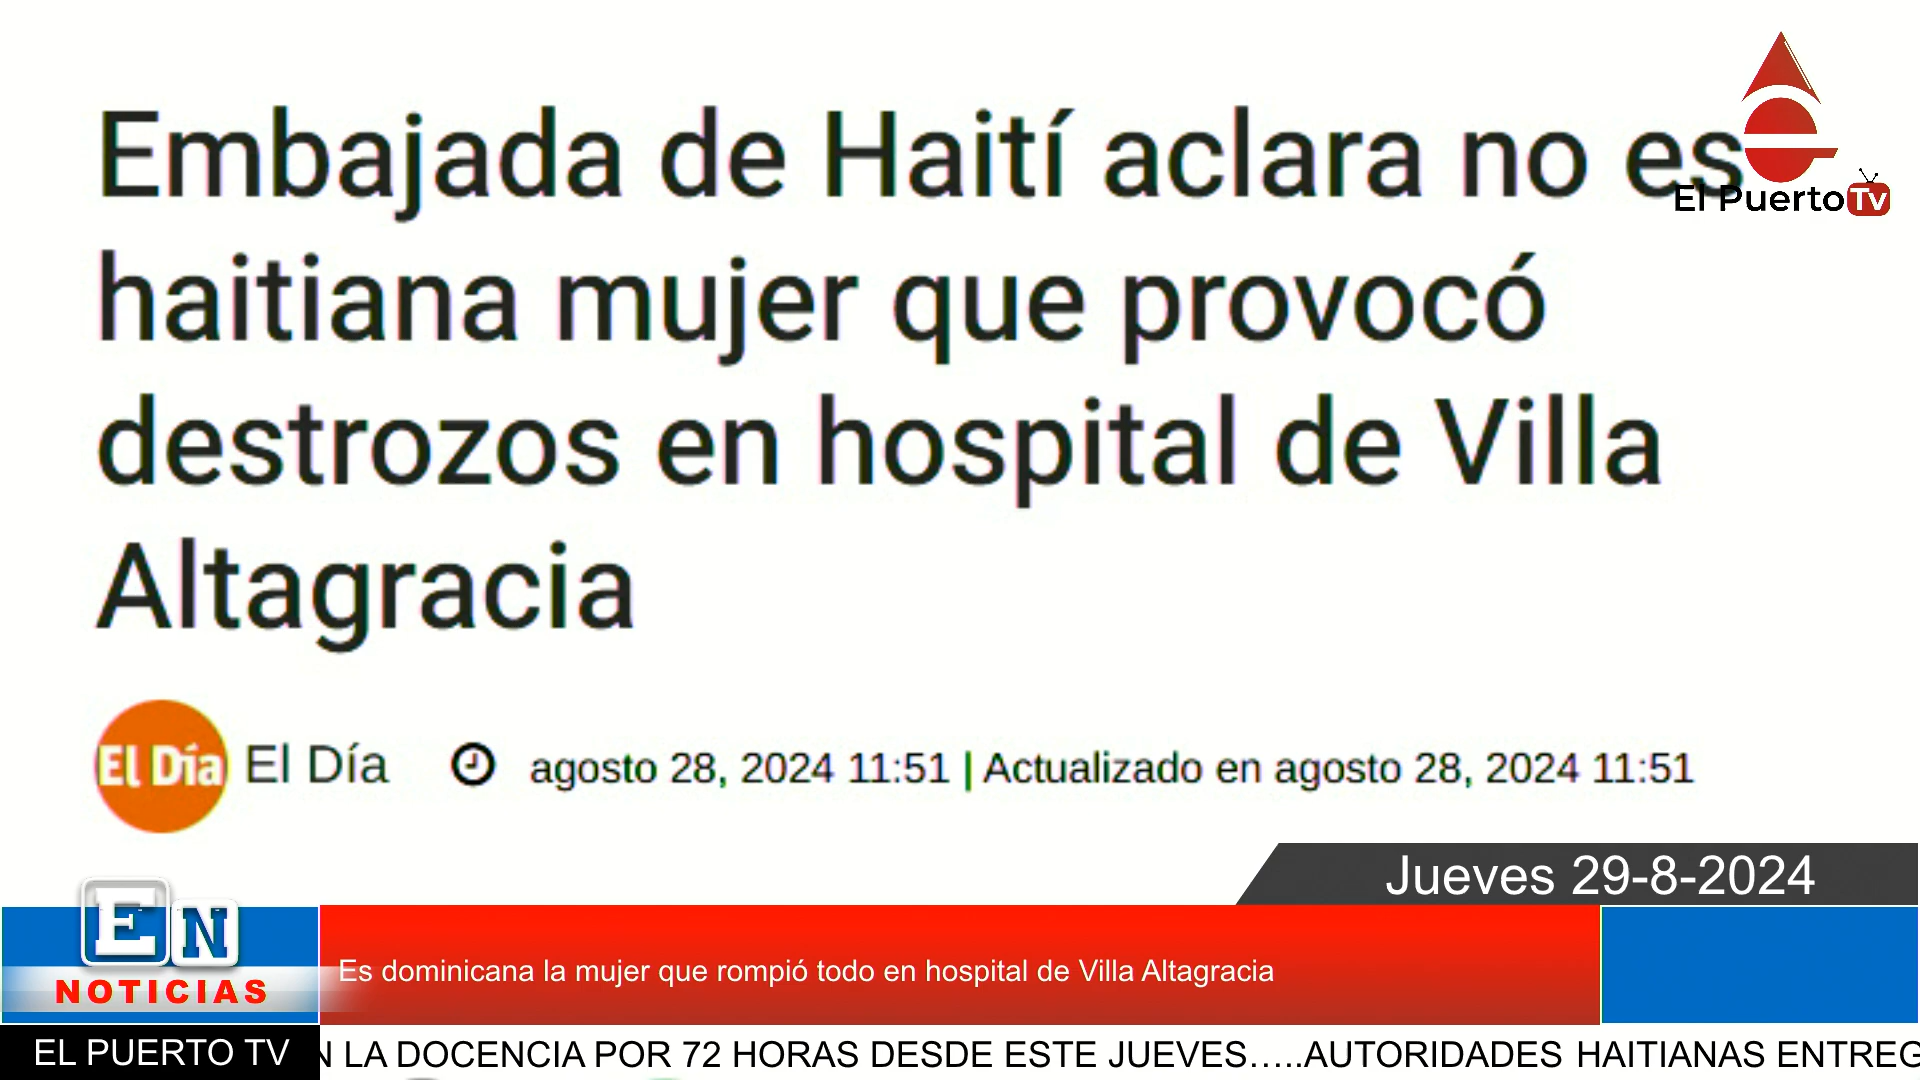 Embajada de Haití aclara no es
haitiana mujer que provocó
destrozos en hospital de Villa
Altagracia
El Puerto Tv
El Día El Día agosto 28, 2024 11:51 | Actualizado en agosto 28, 2024 11:51
Jueves 29-8-2024
EN
NOTICIAS
Es dominicana la mujer que rompió todo en hospital de Villa Altagracia
EL PUERTO TV
N LA DOCENCIA POR 72 HORAS DESDE ESTE JUEVES…..AUTORIDADES HAITIANAS ENTREG